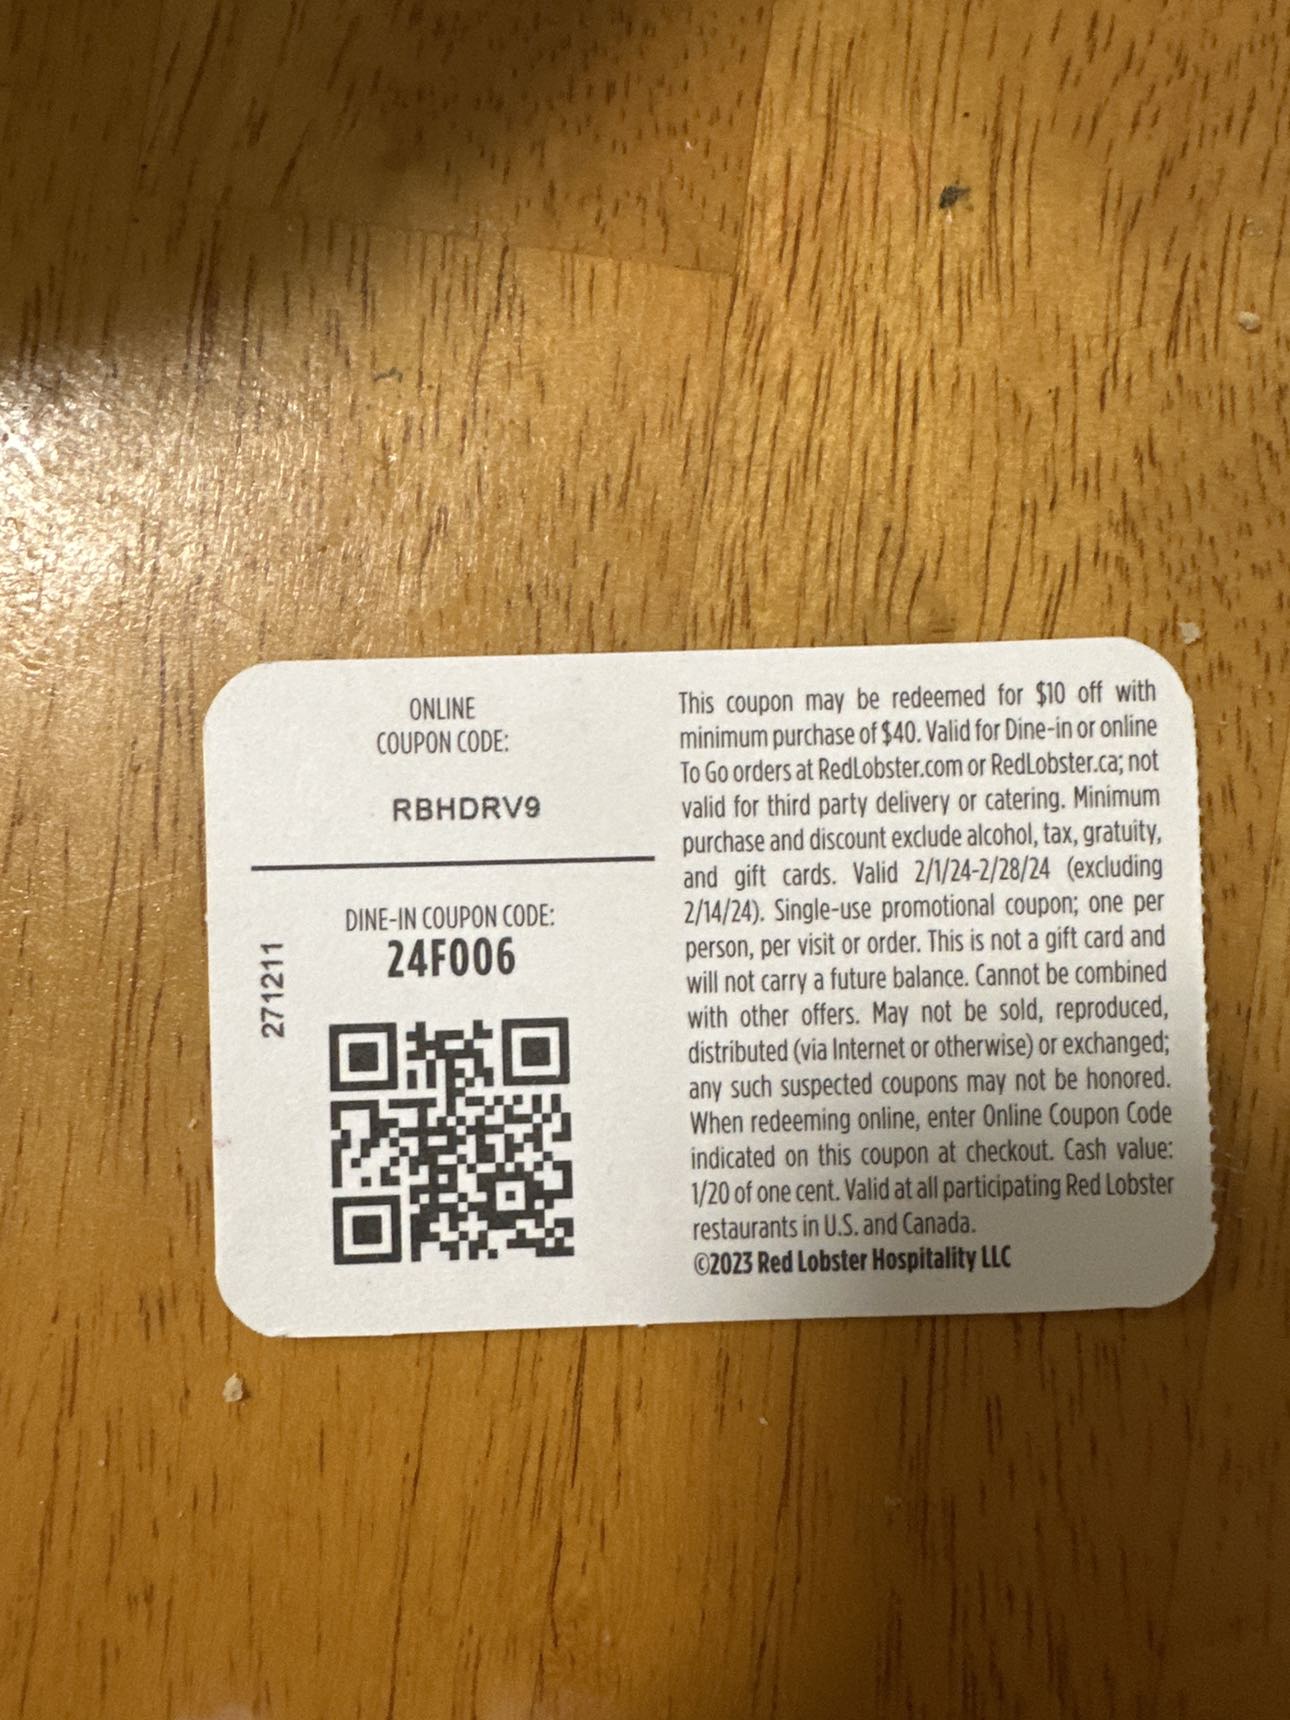 ONLINE
COUPON CODE:
RBHDRV9
DINE-IN COUPON CODE:
24F006
271211
This coupon may be redeemed for $10 off with
minimum purchase of $40. Valid for Dine-in or online
To Go orders at RedLobster.com or RedLobster.ca; not
valid for third party delivery or catering. Minimum
purchase and discount exclude alcohol, tax, gratuity,
and gift cards. Valid 2/1/24-2/28/24 (excluding
2/14/24). Single-use promotional coupon; one per
person, per visit or order. This is not a gift card and
will not carry a future balance. Cannot be combined
with other offers. May not be sold, reproduced,
distributed (via Internet or otherwise) or exchanged;
any such suspected coupons may not be honored.
When redeeming online, enter Online Coupon Code
indicated on this coupon at checkout. Cash value:
1/20 of one cent. Valid at all participating Red Lobster
restaurants in U.S. and Canada.
©2023 Red Lobster Hospitality LLC